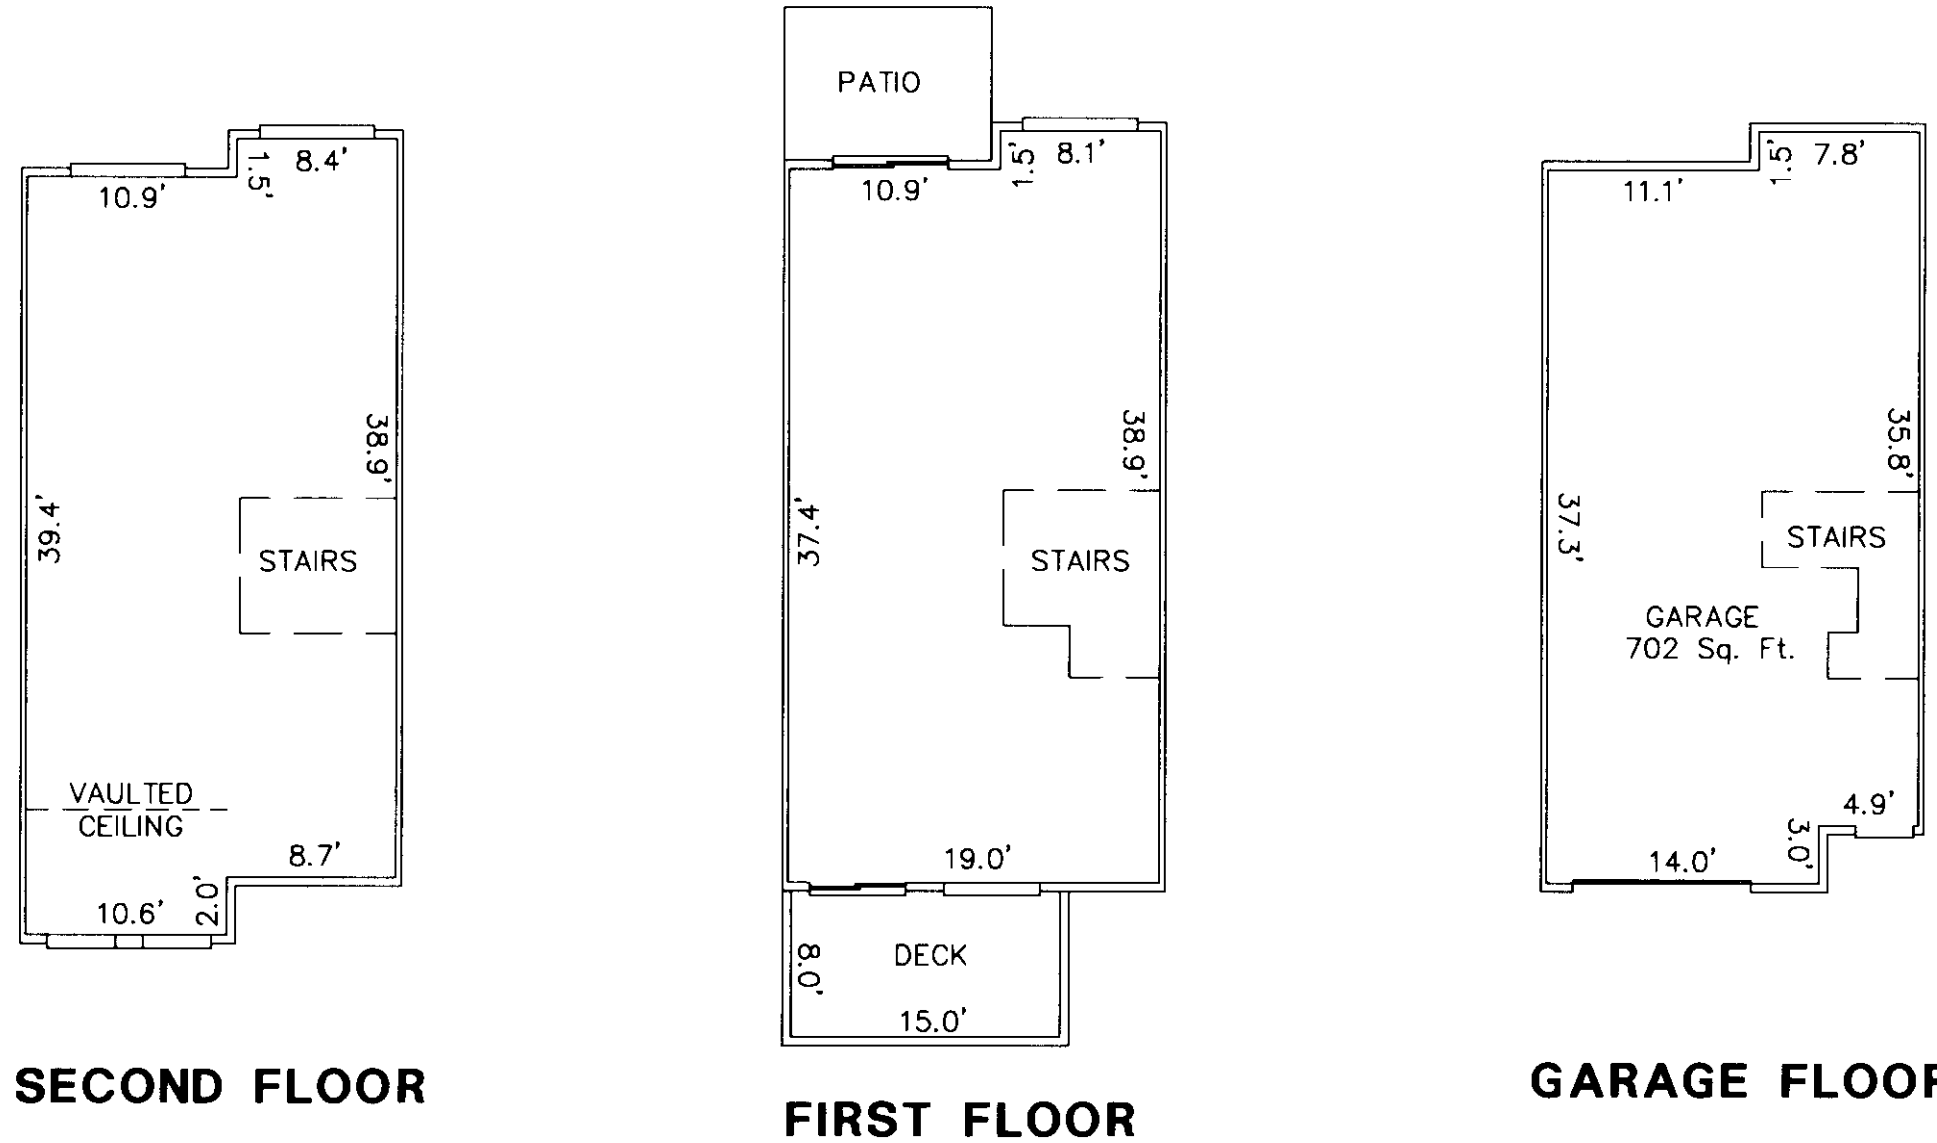 8.4'
1.5'
10.9'
38.9'
39.4'
STAIRS
VAULTED
CEILING
8.7'
2.0'
10.6'
SECOND FLOOR
PATIO
8.1'
1.5'
10.9'
38.9'
37.4'
STAIRS
19.0'
8.0'
DECK
15.0'
FIRST FLOOR
7.8'
1.5'
11.1'
35.8'
37.3'
STAIRS
GARAGE
702 Sq. Ft.
4.9'
3.0'
14.0'
GARAGE FLOOR